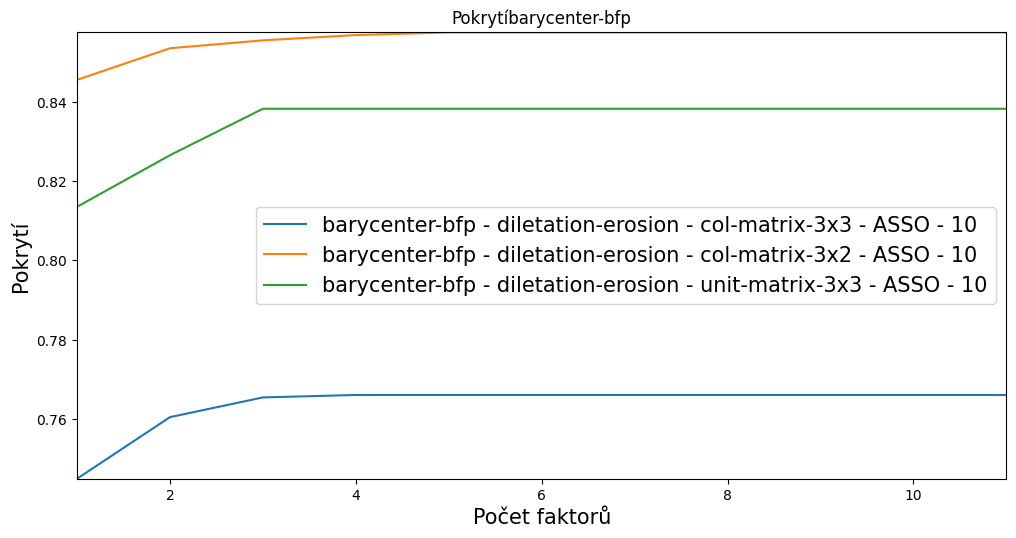 Pokrytíbarycenter-bfp
Pokrytí
0.84
0.82
0.80
0.78
0.76
barycenter-bfp - diletation-erosion - col-matrix-3x3 - ASSO - 10
barycenter-bfp - diletation-erosion - col-matrix-3x2 - ASSO - 10
barycenter-bfp - diletation-erosion - unit-matrix-3x3 - ASSO - 10
2 4 6 8 10
Počet faktorů